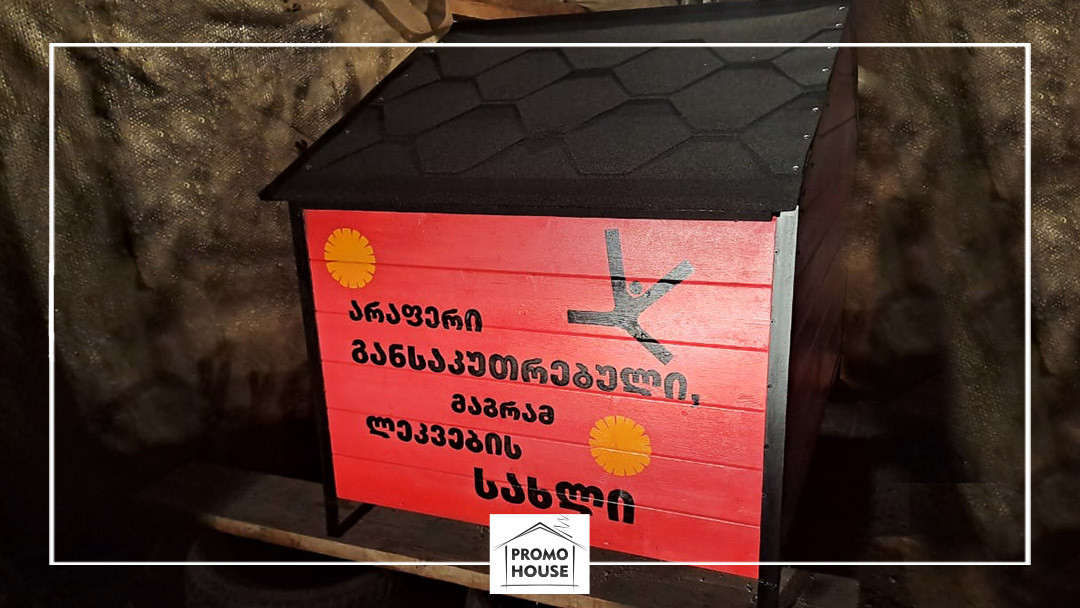 არაფერი
განსაკუთრებული,
მაგრამ
ლეკვების
სახლი
PROMO
HOUSE